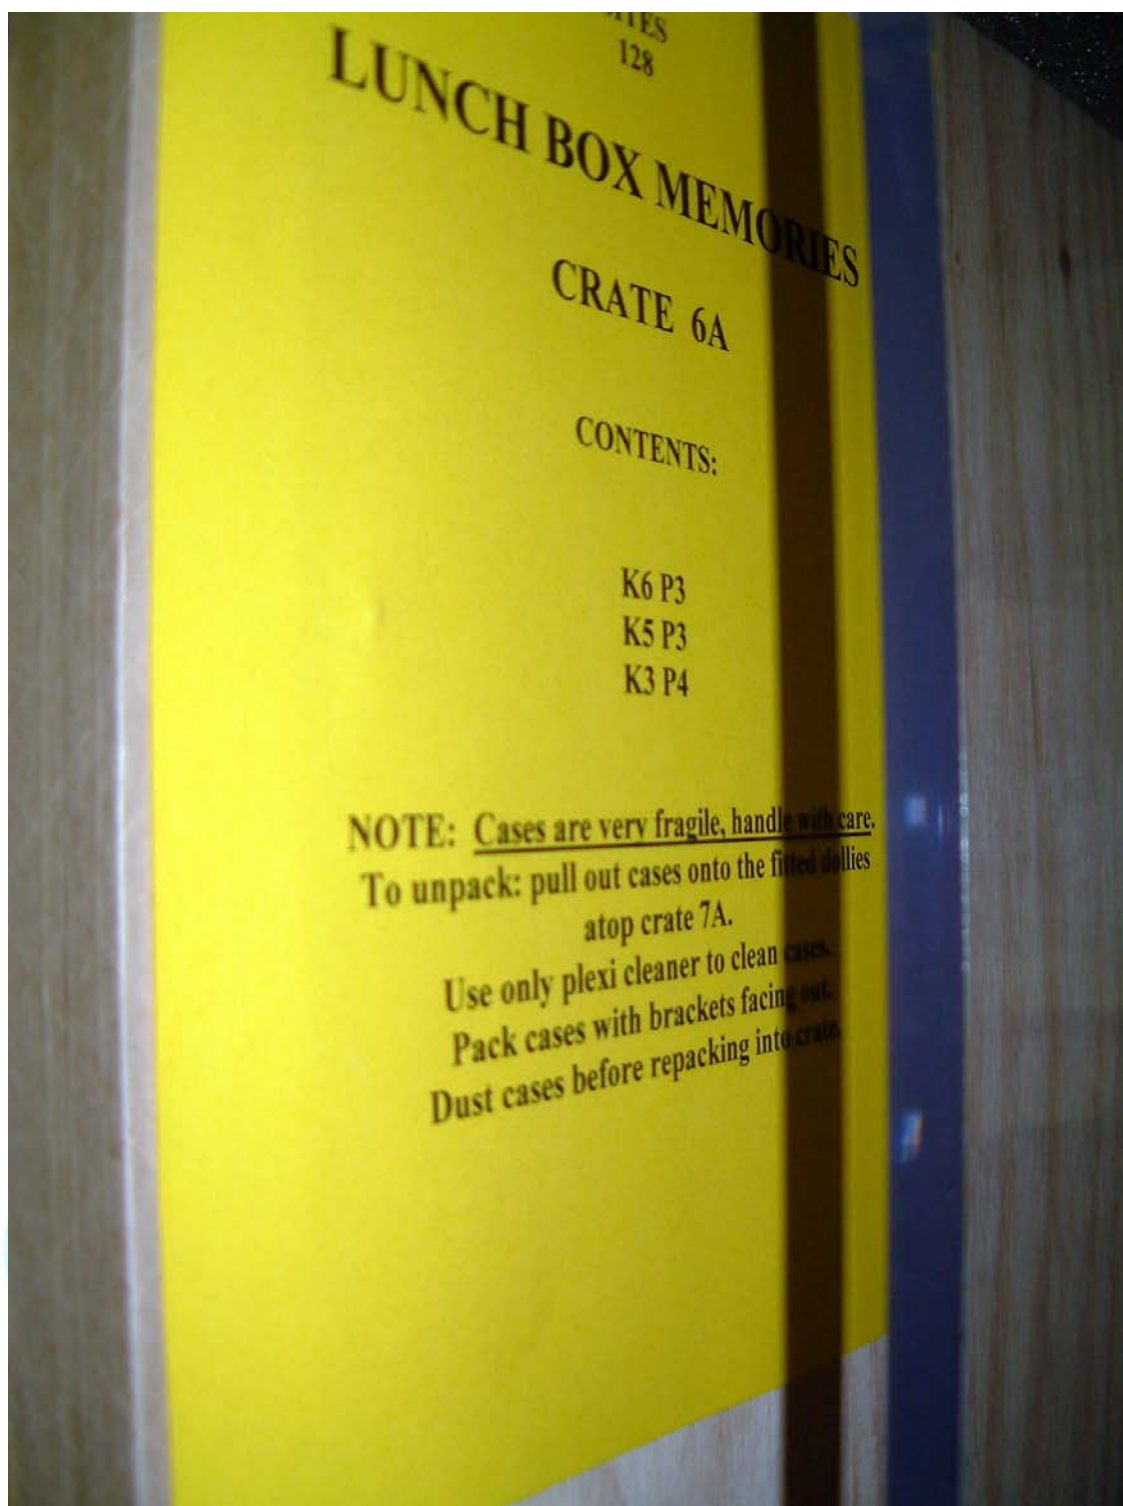 128
LUNCH BOX MEMORIES
CRATE 6A
CONTENTS:
K6 P3
K5 P3
K3 P4
NOTE: Cases are very fragile, handle with care.
To unpack: pull out cases onto the fitted dollies
atop crate 7A.
Use only plexi cleaner to clean cases.
Pack cases with brackets facing out.
Dust cases before repacking into crate.